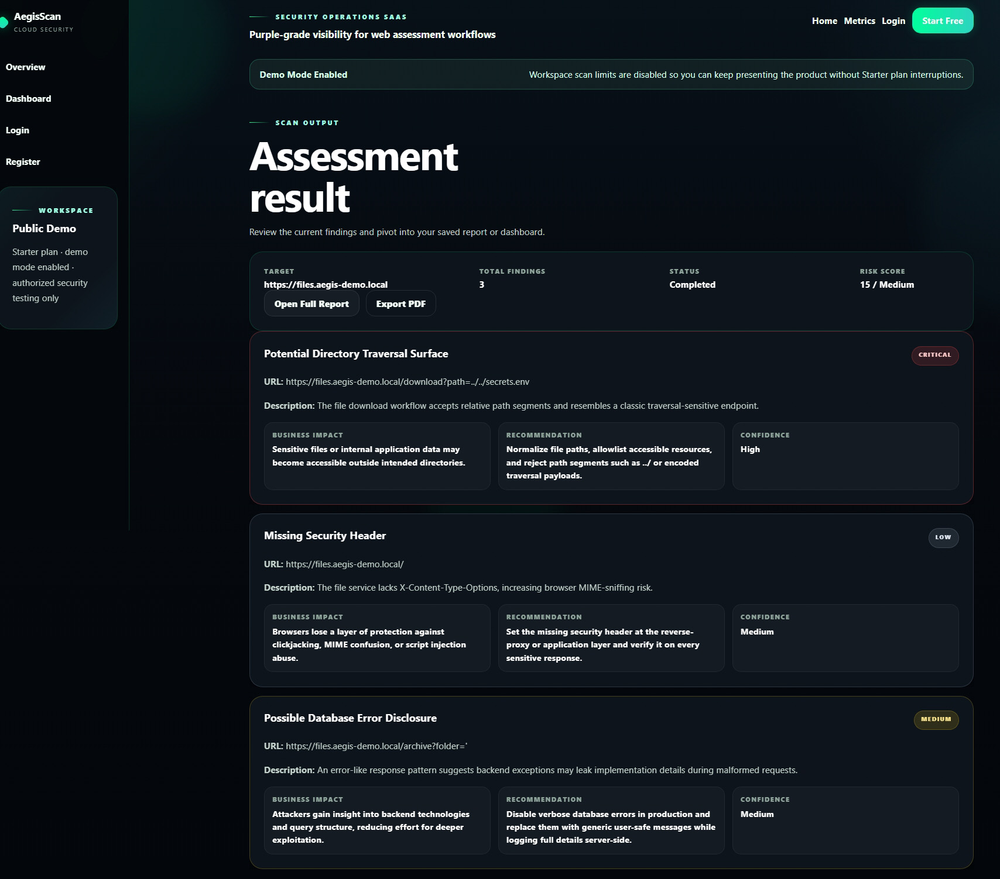 AegisScan
CLOUD SECURITY
Overview
Dashboard
Login
Register
WORKSPACE
Public Demo
Starter plan · demo
mode enabled ·
authorized security
testing only
SECURITY OPERATIONS SAAS
Purple-grade visibility for web assessment workflows
Home Metrics Login Start Free
Demo Mode Enabled Workspace scan limits are disabled so you can keep presenting the product without Starter plan interruptions.
SCAN OUTPUT
Assessment
result
Review the current findings and pivot into your saved report or dashboard.
TARGET TOTAL FINDINGS STATUS RISK SCORE
https://files.aegis-demo.local 3 Completed 15 / Medium
Open Full Report Export PDF
Potential Directory Traversal Surface CRITICAL
URL: https://files.aegis-demo.local/download?path=../../secrets.env
Description: The file download workflow accepts relative path segments and resembles a classic traversal-sensitive endpoint.
BUSINESS IMPACT
Sensitive files or internal application data may
become accessible outside intended directories.
RECOMMENDATION
Normalize file paths, allowlist accessible resources,
and reject path segments such as ../ or encoded
traversal payloads.
CONFIDENCE
High
Missing Security Header LOW
URL: https://files.aegis-demo.local/
Description: The file service lacks X-Content-Type-Options, increasing browser MIME-sniffing risk.
BUSINESS IMPACT
Browsers lose a layer of protection against
clickjacking, MIME confusion, or script injection
abuse.
RECOMMENDATION
Set the missing security header at the reverse-
proxy or application layer and verify it on every
sensitive response.
CONFIDENCE
Medium
Possible Database Error Disclosure MEDIUM
URL: https://files.aegis-demo.local/archive?folder='
Description: An error-like response pattern suggests backend exceptions may leak implementation details during malformed requests.
BUSINESS IMPACT
Attackers gain insight into backend technologies
and query structure, reducing effort for deeper
exploitation.
RECOMMENDATION
Disable verbose database errors in production and
replace them with generic user-safe messages while
logging full details server-side.
CONFIDENCE
Medium